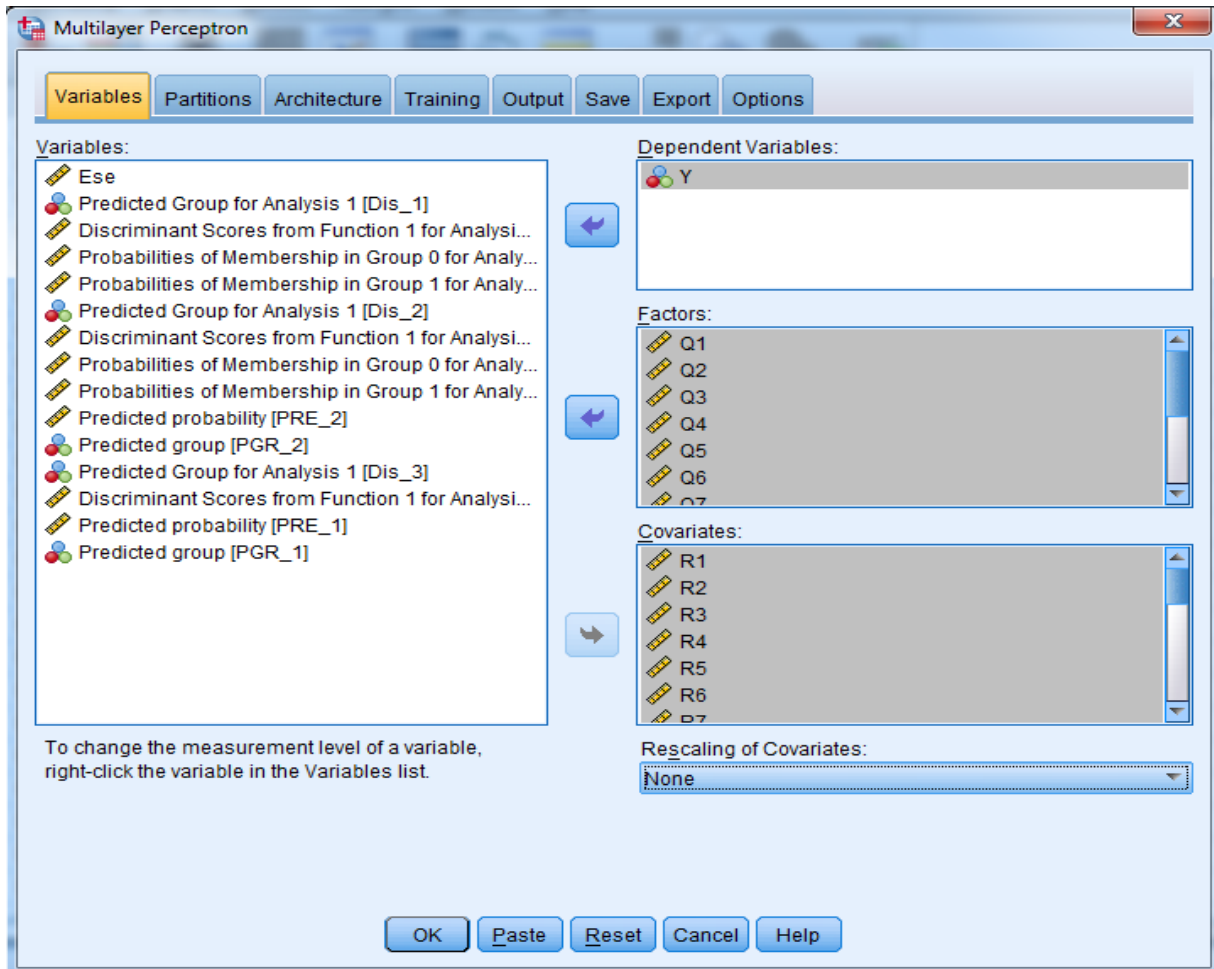 Multilayer Perceptron
Variables Partitions Architecture Training Output Save Export Options
Variables:
Ese
Predicted Group for Analysis 1 [Dis_1]
Discriminant Scores from Function 1 for Analysi...
Probabilities of Membership in Group 0 for Analy...
Probabilities of Membership in Group 1 for Analy...
Predicted Group for Analysis 1 [Dis_2]
Discriminant Scores from Function 1 for Analysi...
Probabilities of Membership in Group 0 for Analy...
Probabilities of Membership in Group 1 for Analy...
Predicted probability [PRE_2]
Predicted group [PGR_2]
Predicted Group for Analysis 1 [Dis_3]
Discriminant Scores from Function 1 for Analysi...
Predicted probability [PRE_1]
Predicted group [PGR_1]
To change the measurement level of a variable,
right-click the variable in the Variables list.
Dependent Variables:
Y
Factors:
Q1
Q2
Q3
Q4
Q5
Q6
Q7
Covariates:
R1
R2
R3
R4
R5
R6
R7
Rescaling of Covariates:
None
OK Paste Reset Cancel Help